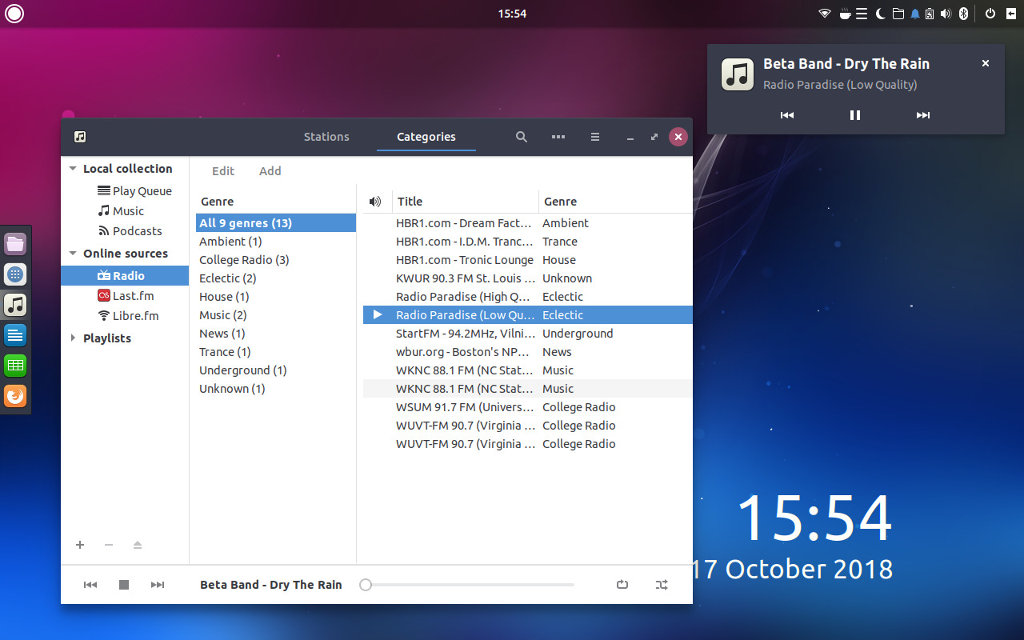 15:54
Beta Band - Dry The Rain
Radio Paradise (Low Quality)
Stations
Categories
Local collection
Play Queue
Music
Podcasts
Online sources
Radio
Last.fm
Libre.fm
Playlists
Edit Add
Genre
All 9 genres (13)
Ambient (1)
College Radio (3)
Eclectic (2)
House (1)
Music (2)
News (1)
Trance (1)
Underground (1)
Unknown (1)
Title Genre
HBR1.com - Dream Fact... Ambient
HBR1.com - I.D.M. Tranc... Trance
HBR1.com - Tronic Lounge House
KWUR 90.3 FM St. Louis ... Unknown
Radio Paradise (High Q... Eclectic
Radio Paradise (Low Qu... Eclectic
StartFM - 94.2MHz, Vilni... Underground
wbur.org - Boston's NP... News
WKNC 88.1 FM (NC Stat... Music
WKNC 88.1 FM (NC Stat... Music
WSUM 91.7 FM (Univers... College Radio
WUVT-FM 90.7 (Virginia ... College Radio
WUVT-FM 90.7 (Virginia ... College Radio
Beta Band - Dry The Rain
15:54
17 October 2018